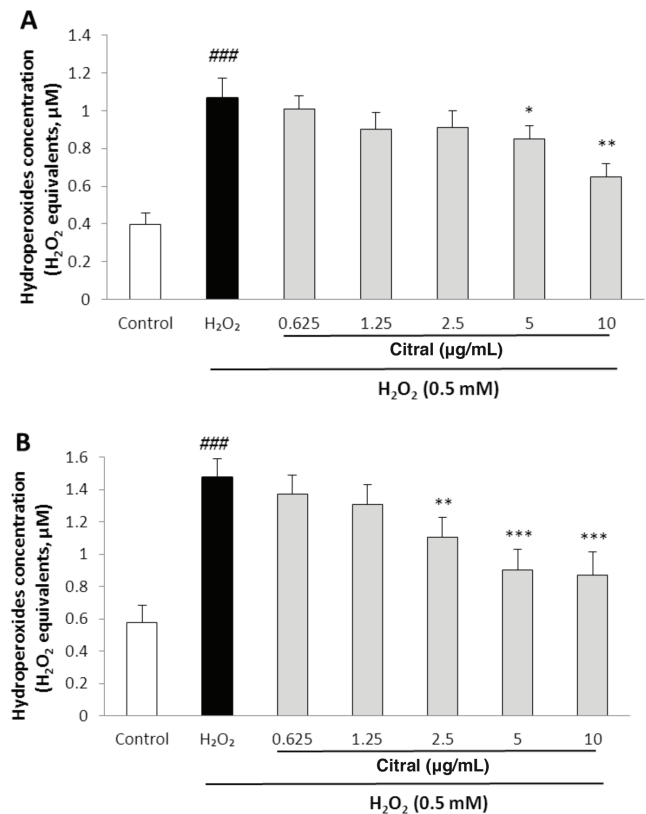 A
Hydroperoxides concentration
(H₂O₂ equivalents, µM)
1.4
1.2
1
0.8
0.6
0.4
0.2
0
###
*
**
Control
H₂O₂
0.625
1.25
2.5
5
10
Citral (µg/mL)
H₂O₂ (0.5 mM)
B
Hydroperoxides concentration
(H₂O₂ equivalents, µM)
1.6
1.4
1.2
1
0.8
0.6
0.4
0.2
0
###
**
***
***
Control
H₂O₂
0.625
1.25
2.5
5
10
Citral (µg/mL)
H₂O₂ (0.5 mM)